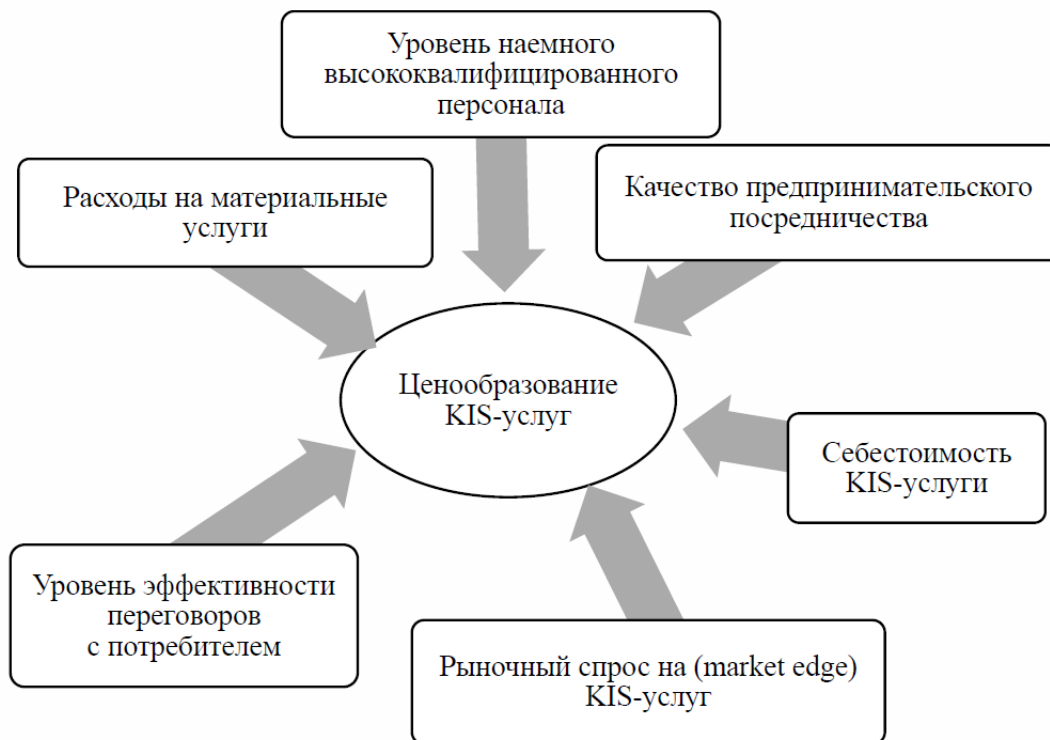 Уровень наемного
высококвалифицированного
персонала
Расходы на материальные
услуги
Качество предпринимательского
посредничества
Ценообразование
KIS-услуг
Себестоимость
KIS-услуги
Уровень эффективности
переговоров
с потребителем
Рыночный спрос на (market edge)
KIS-услуг